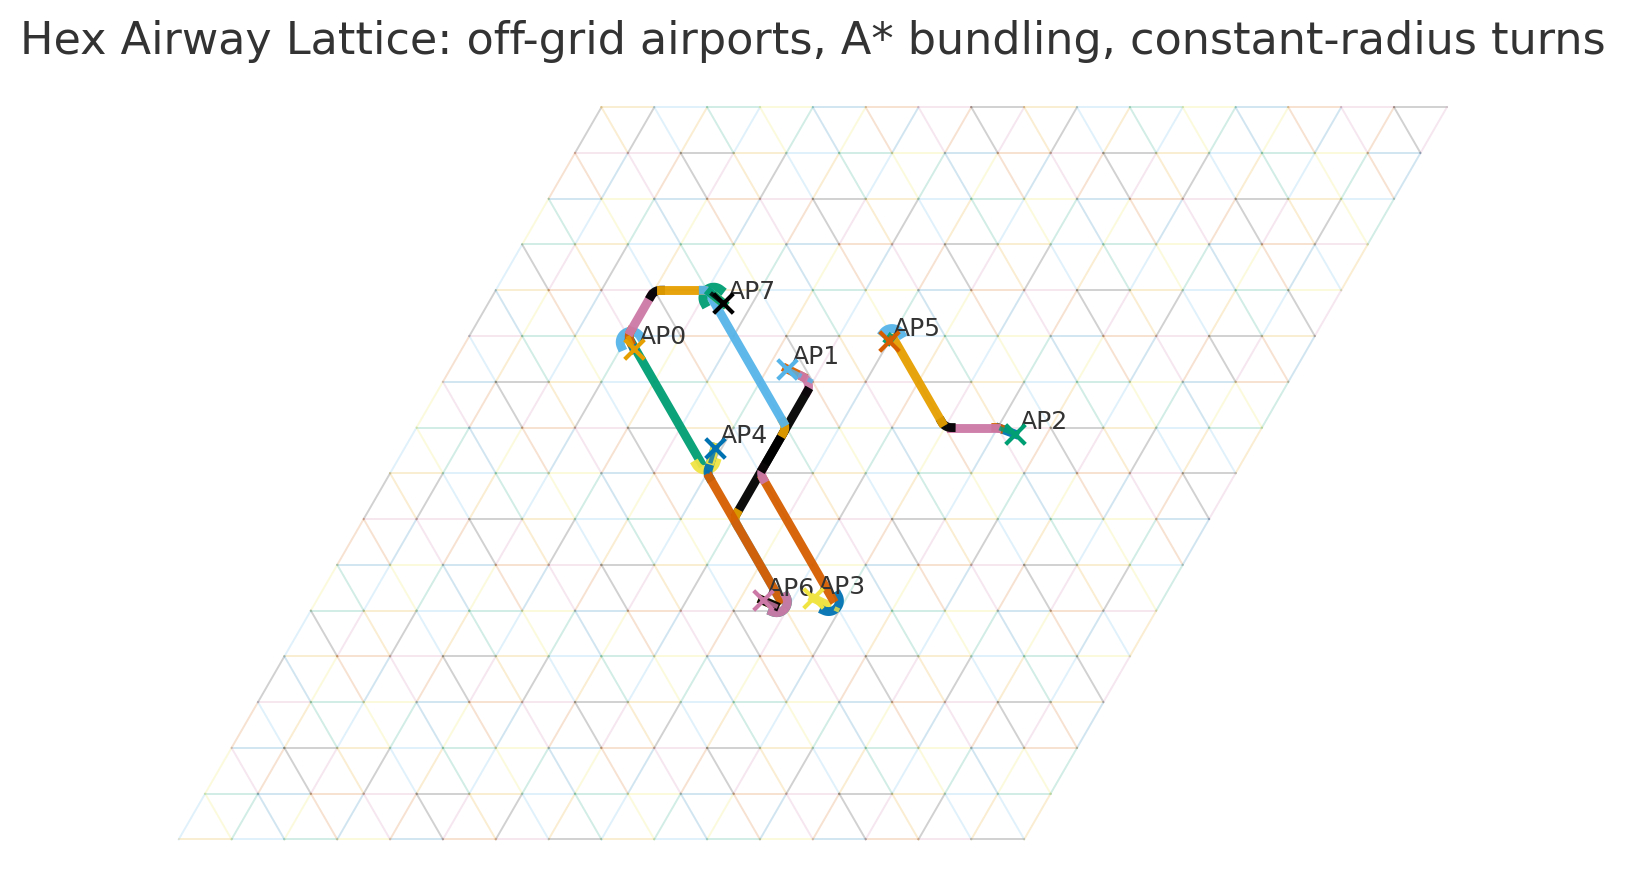 Hex Airway Lattice: off-grid airports, A* bundling, constant-radius turns
AP7
AP5
AP0
AP1
AP2
AP4
AP6
AP3